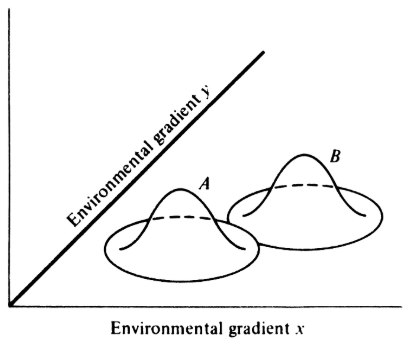 Environmental gradient y
A
B
Environmental gradient x